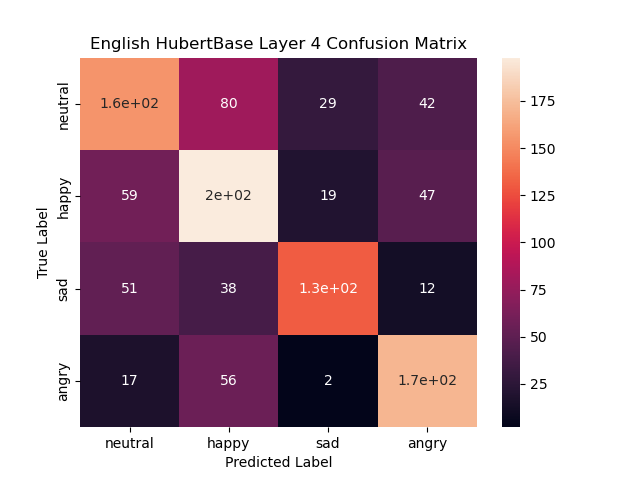 English HubertBase Layer 4 Confusion Matrix
True Label
neutral 1.6e+02 80 29 42
happy 59 2e+02 19 47
sad 51 38 1.3e+02 12
angry 17 56 2 1.7e+02
neutral happy sad angry
Predicted Label
175
150
125
100
75
50
25